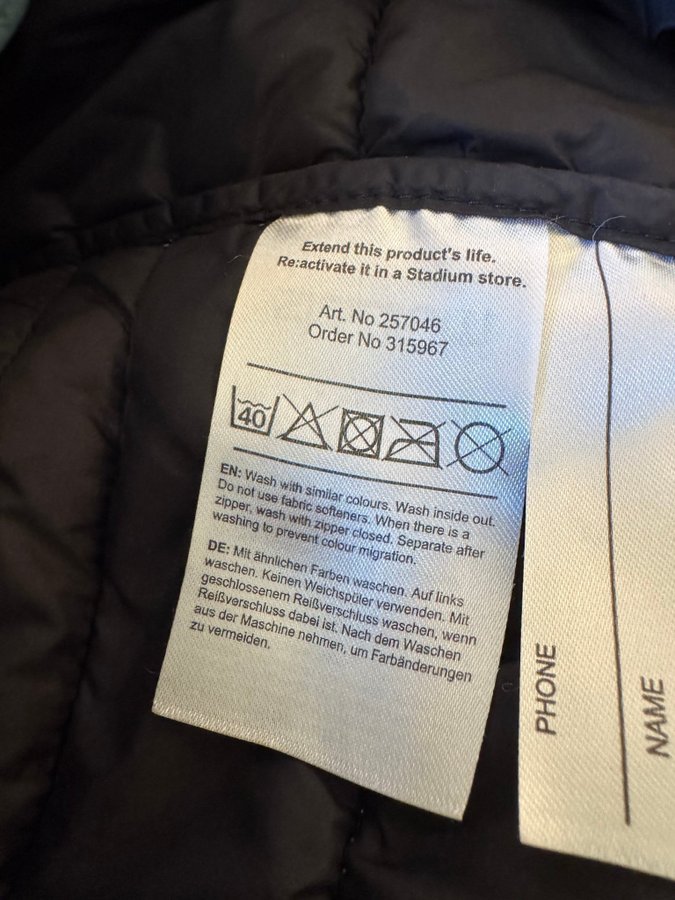 Extend this product's life.
Re:activate it in a Stadium store.
Art. No 257046
Order No 315967
40
EN: Wash with similar colours. Wash inside out.
Do not use fabric softeners. When there is a
zipper, wash with zipper closed. Separate after
washing to prevent colour migration.
DE: Mit ähnlichen Farben waschen. Auf links
waschen. Keinen Weichspüler verwenden. Mit
geschlossenem Reißverschluss waschen, wenn
Reißverschluss dabei ist. Nach dem Waschen
aus der Maschine nehmen, um Farbänderungen
zu vermeiden.
PHONE
NAME